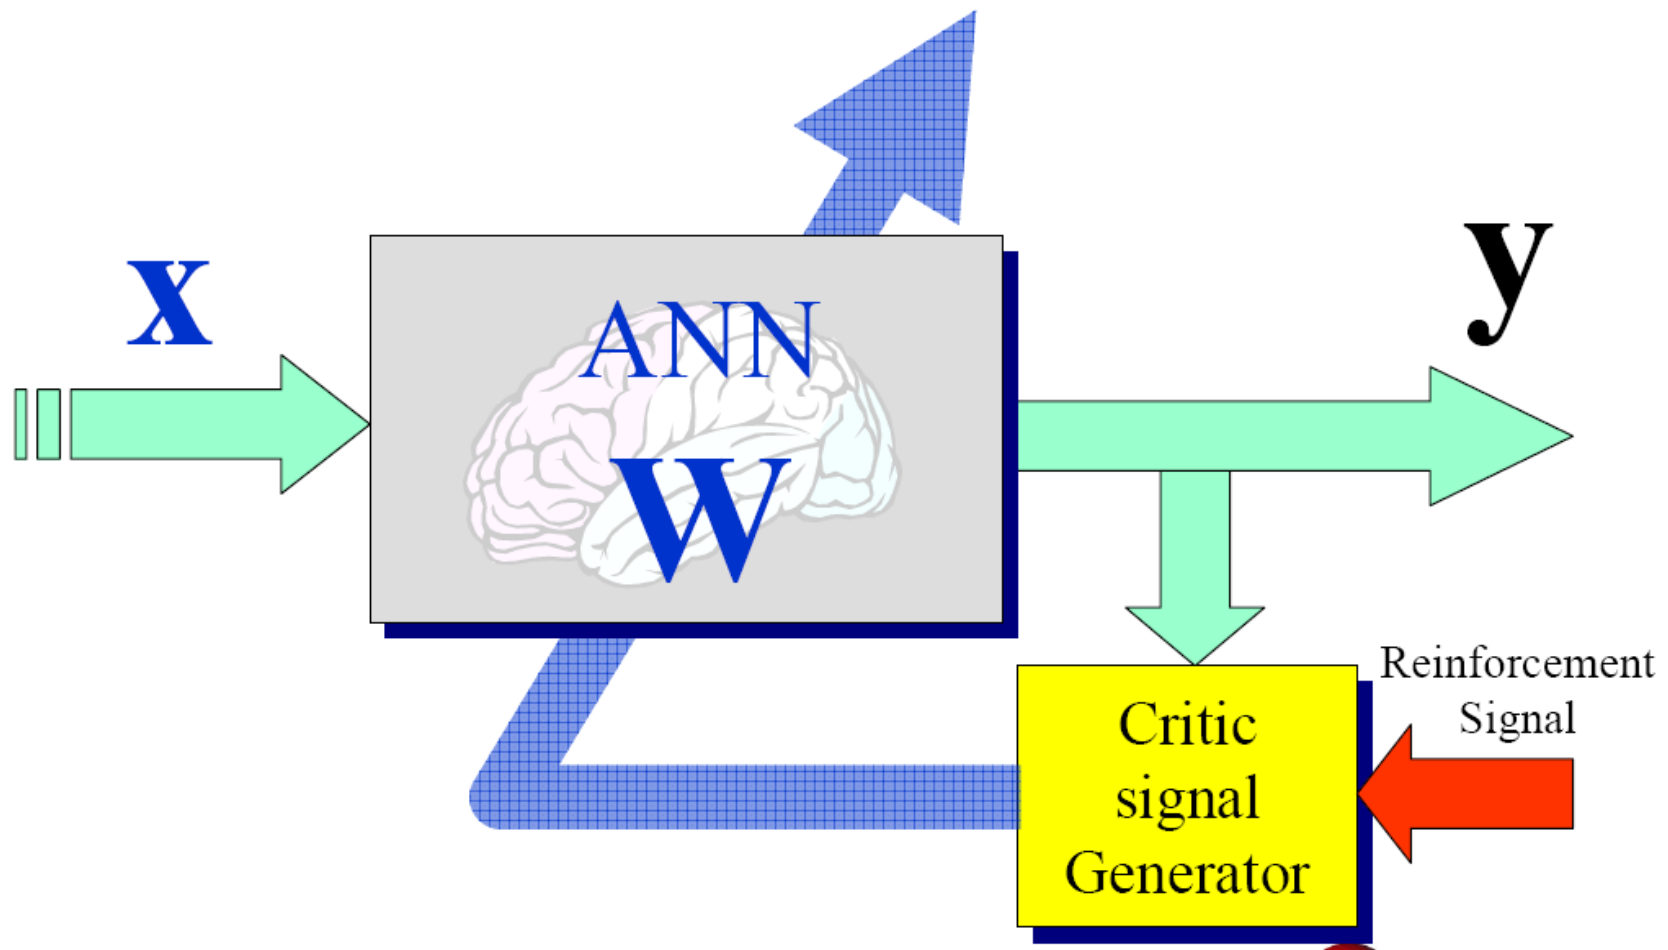 x
ANN
W
y
Reinforcement
Signal
Critic
signal
Generator